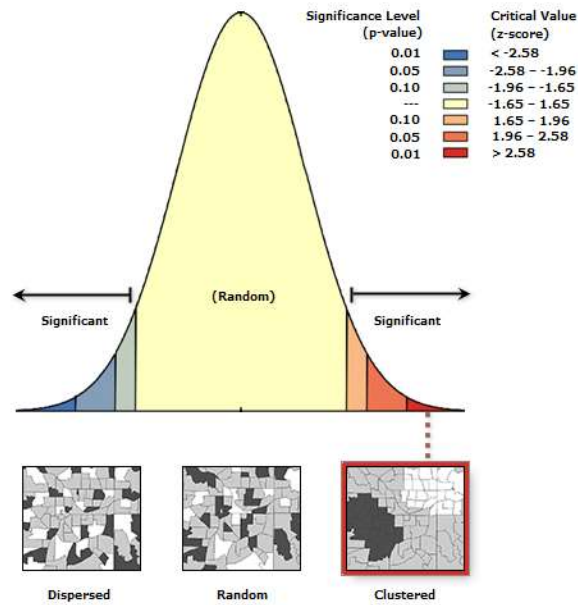 Significance Level Critical Value
(p-value) (z-score)
0.01 < -2.58
0.05 -2.58 – -1.96
0.10 -1.96 – -1.65
--- -1.65 – 1.65
0.10 1.65 – 1.96
0.05 1.96 – 2.58
0.01 > 2.58
(Random)
Significant Significant
Dispersed Random Clustered